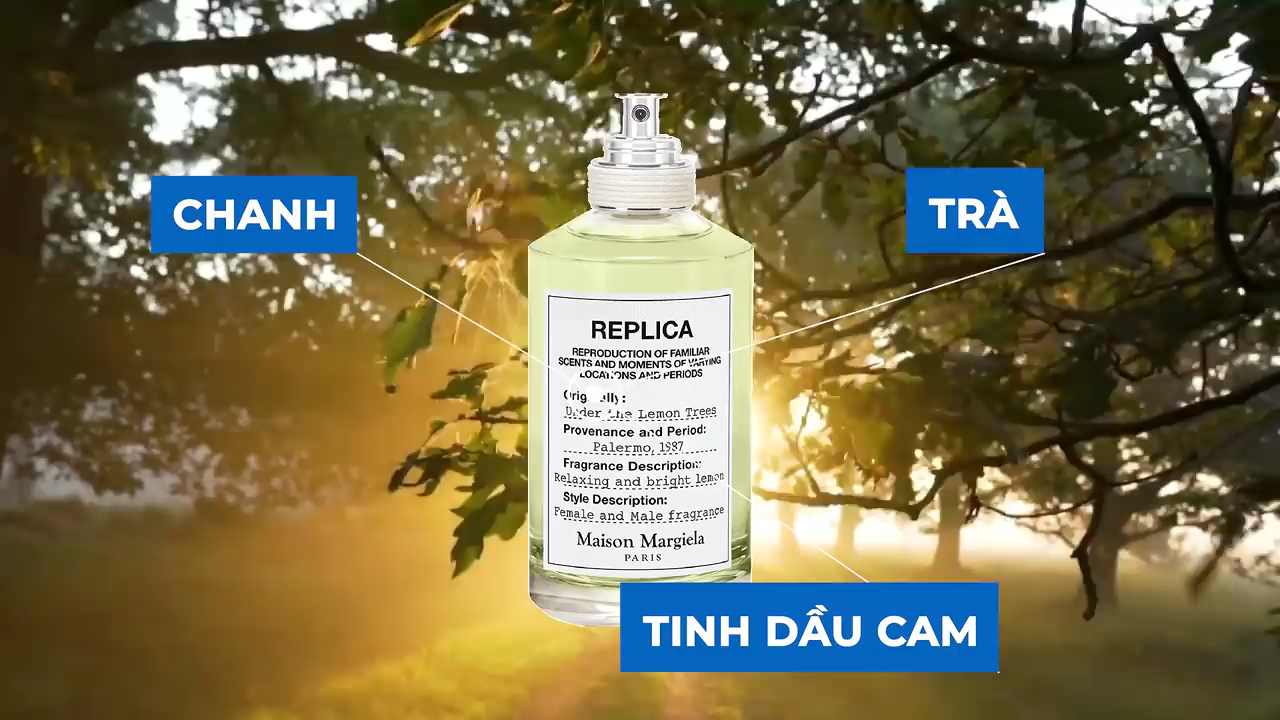 CHANH
TRÀ
REPLICA
REPRODUCTION OF FAMILIAR
SCENTS AND MOMENTS OF VARYING
LOCATIONS AND PERIODS
Originally:
Under the Lemon Trees
Provenance and Period:
Palermo, 1987
Fragrance Description:
Relaxing and bright lemon
Style Description:
Female and Male fragrance
Maison Margiela
PARIS
TINH DẦU CAM